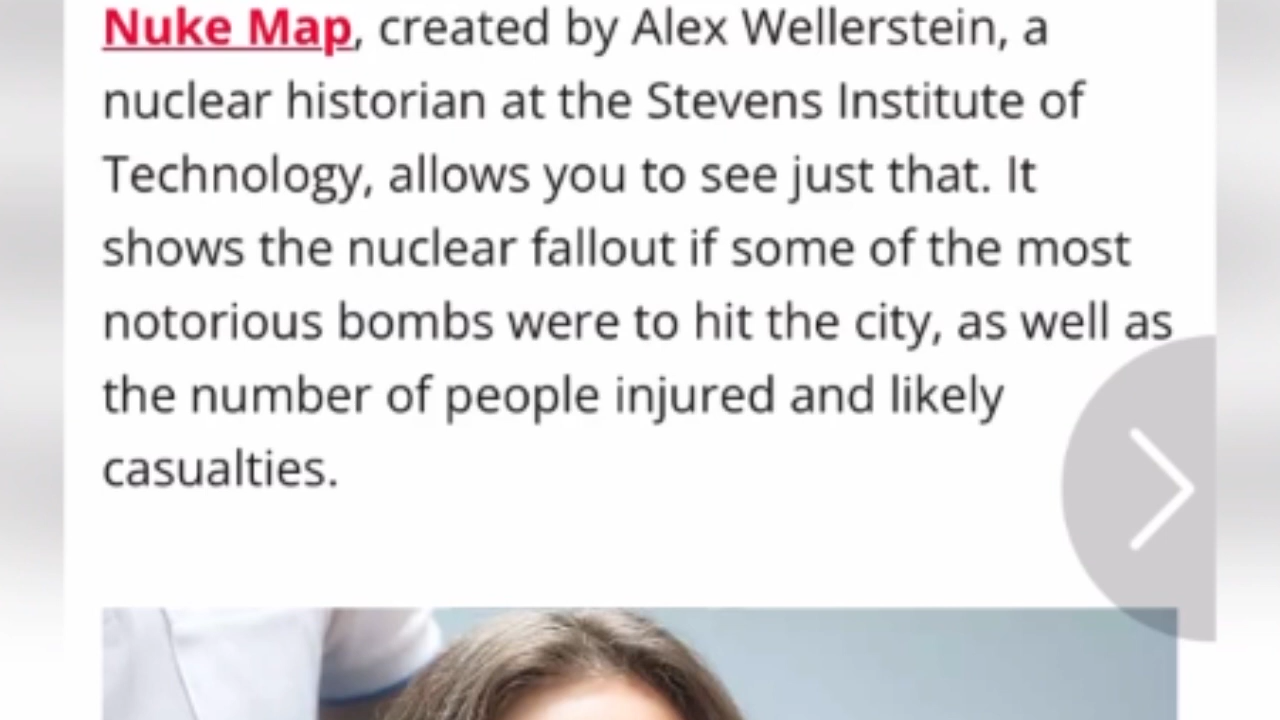 Nuke Map, created by Alex Wellerstein, a
nuclear historian at the Stevens Institute of
Technology, allows you to see just that. It
shows the nuclear fallout if some of the most
notorious bombs were to hit the city, as well as
the number of people injured and likely
casualties.